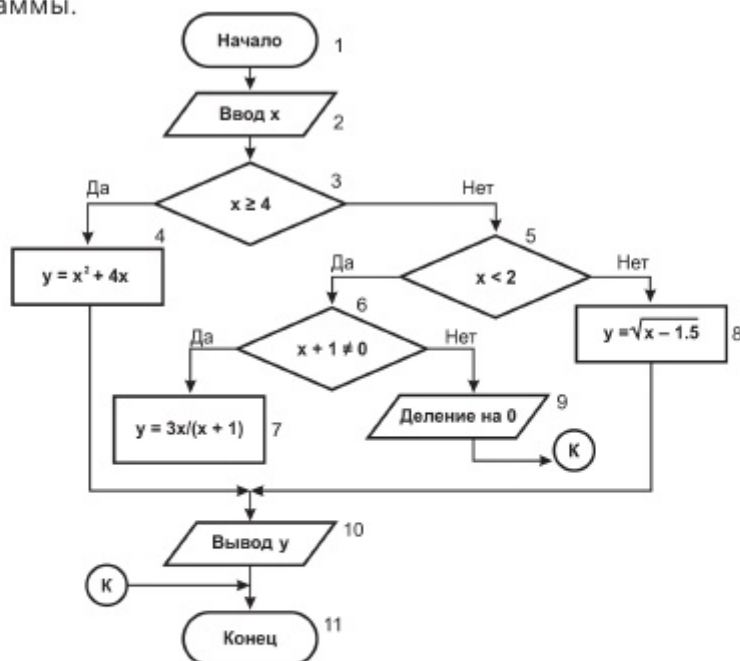 аммы.
Начало 1
Ввод x 2
Да 3 Нет
x ≥ 4
4 5
y = x² + 4x
Да x < 2 Нет
6
Да x + 1 ≠ 0 Нет
y = √x – 1.5 8
y = 3x/(x + 1) 7
Деление на 0 9
К
Вывод y 10
К
Конец 11